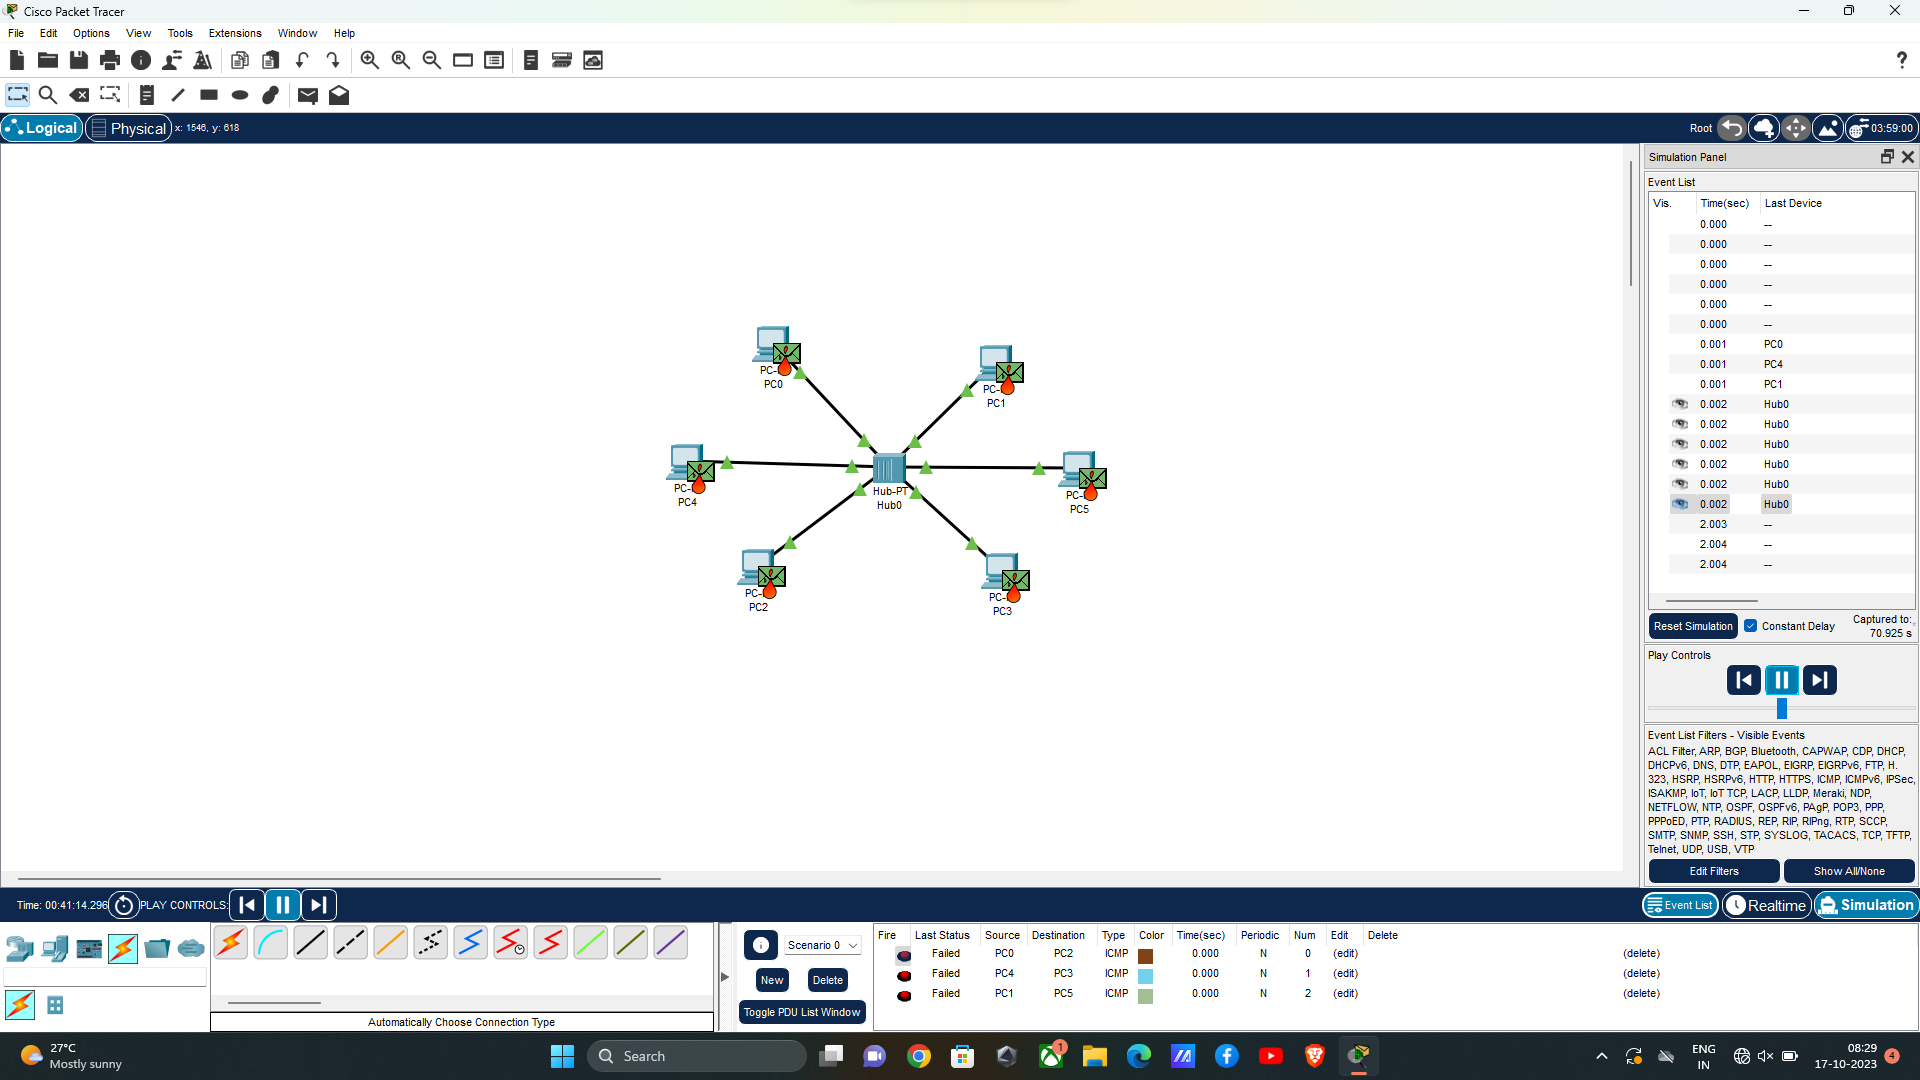 Cisco Packet Tracer
File Edit Options View Tools Extensions Window Help
?
Logical Physical x: 1546, y: 618 Root 03:59:00
Simulation Panel
Event List
Vis. Time(sec) Last Device
0.000 --
0.000 --
0.000 --
0.000 --
0.000 --
0.000 --
0.001 PC0
0.001 PC4
0.001 PC1
0.002 Hub0
0.002 Hub0
0.002 Hub0
0.002 Hub0
0.002 Hub0
0.002 Hub0
2.003 --
2.004 --
2.004 --
Reset Simulation Constant Delay Captured to:
70.925 s
Play Controls
Event List Filters - Visible Events
ACL Filter, ARP, BGP, Bluetooth, CAPWAP, CDP, DHCP,
DHCPv6, DNS, DTP, EAPOL, EIGRP, EIGRPv6, FTP, H.
323, HSRP, HSRPv6, HTTP, HTTPS, ICMP, ICMPv6, IPSec,
ISAKMP, IoT, IoT TCP, LACP, LLDP, Meraki, NDP,
NETFLOW, NTP, OSPF, OSPFv6, PAgP, POP3, PPP,
PPPoED, PTP, RADIUS, REP, RIP, RIPng, RTP, SCCP,
SMTP, SNMP, SSH, STP, SYSLOG, TACACS, TCP, TFTP,
Telnet, UDP, USB, VTP
Edit Filters Show All/None
PC-
PC0
PC-
PC1
PC-
PC4
Hub-PT
Hub0
PC-
PC5
PC-
PC2
PC-
PC3
Time: 00:41:14.296 PLAY CONTROLS: Event List Realtime Simulation
Scenario 0
New Delete
Toggle PDU List Window
Automatically Choose Connection Type
Fire Last Status Source Destination Type Color Time(sec) Periodic Num Edit Delete
Failed PC0 PC2 ICMP 0.000 N 0 (edit) (delete)
Failed PC4 PC3 ICMP 0.000 N 1 (edit) (delete)
Failed PC1 PC5 ICMP 0.000 N 2 (edit) (delete)
27°C
Mostly sunny
Search
1
ENG
IN
08:29
17-10-2023
4